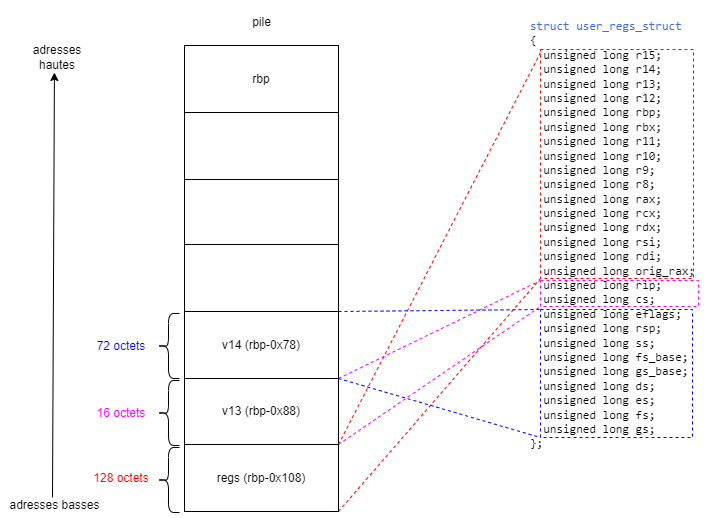 pile
adresses
hautes
rbp
72 octets
v14 (rbp-0x78)
16 octets
v13 (rbp-0x88)
128 octets
regs (rbp-0x108)
adresses basses
struct user_regs_struct
{
unsigned long r15;
unsigned long r14;
unsigned long r13;
unsigned long r12;
unsigned long rbp;
unsigned long rbx;
unsigned long r11;
unsigned long r10;
unsigned long r9;
unsigned long r8;
unsigned long rax;
unsigned long rcx;
unsigned long rdx;
unsigned long rsi;
unsigned long rdi;
unsigned long orig_rax;
unsigned long rip;
unsigned long cs;
unsigned long eflags;
unsigned long rsp;
unsigned long ss;
unsigned long fs_base;
unsigned long gs_base;
unsigned long ds;
unsigned long es;
unsigned long fs;
unsigned long gs;
};